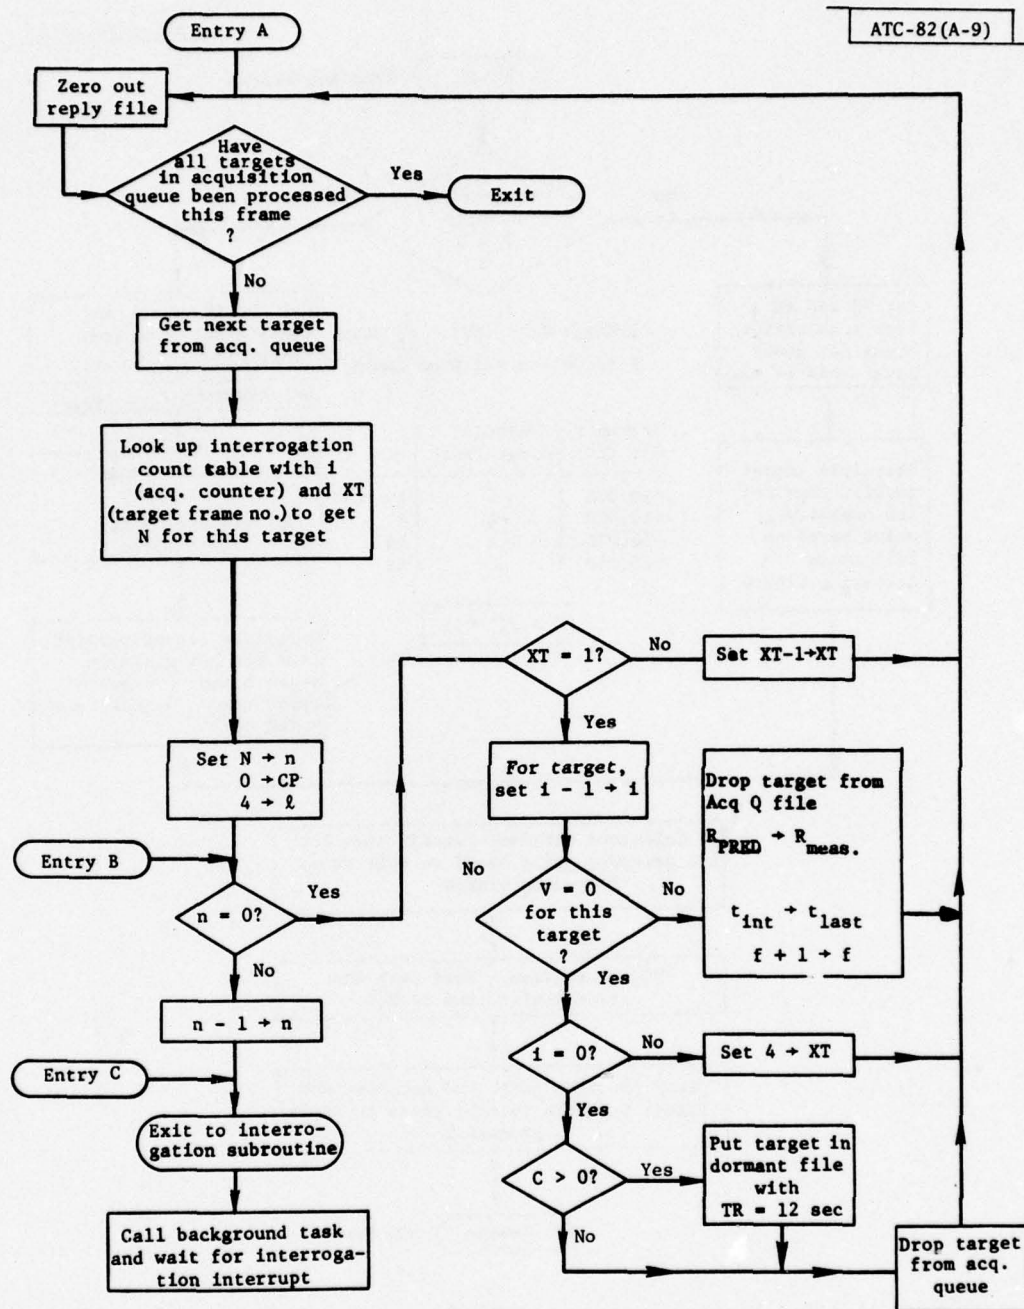 ATC-82(A-9)
Entry A
Zero out
reply file
Have
all targets
in acquisition
queue been processed
this frame
?
Yes
Exit
No
Get next target
from acq. queue
Look up interrogation
count table with i
(acq. counter) and XT
(target frame no.) to get
N for this target
Set N → n
0 → CP
4 → ℓ
Entry B
n = 0?
Yes
No
n - 1 → n
Entry C
Exit to interro-
gation subroutine
Call background task
and wait for interroga-
tion interrupt
XT = 1?
No
Set XT-1→XT
Yes
For target,
set i - 1 → i
No
V = 0
for this
target
?
No
Drop target from
Acq Q file
R_PRED → R_meas.
t_int → t_last
f + 1 → f
Yes
i = 0?
No
Set 4 → XT
Yes
C > 0?
Yes
Put target in
dormant file
with
TR = 12 sec
No
Drop target
from acq.
queue